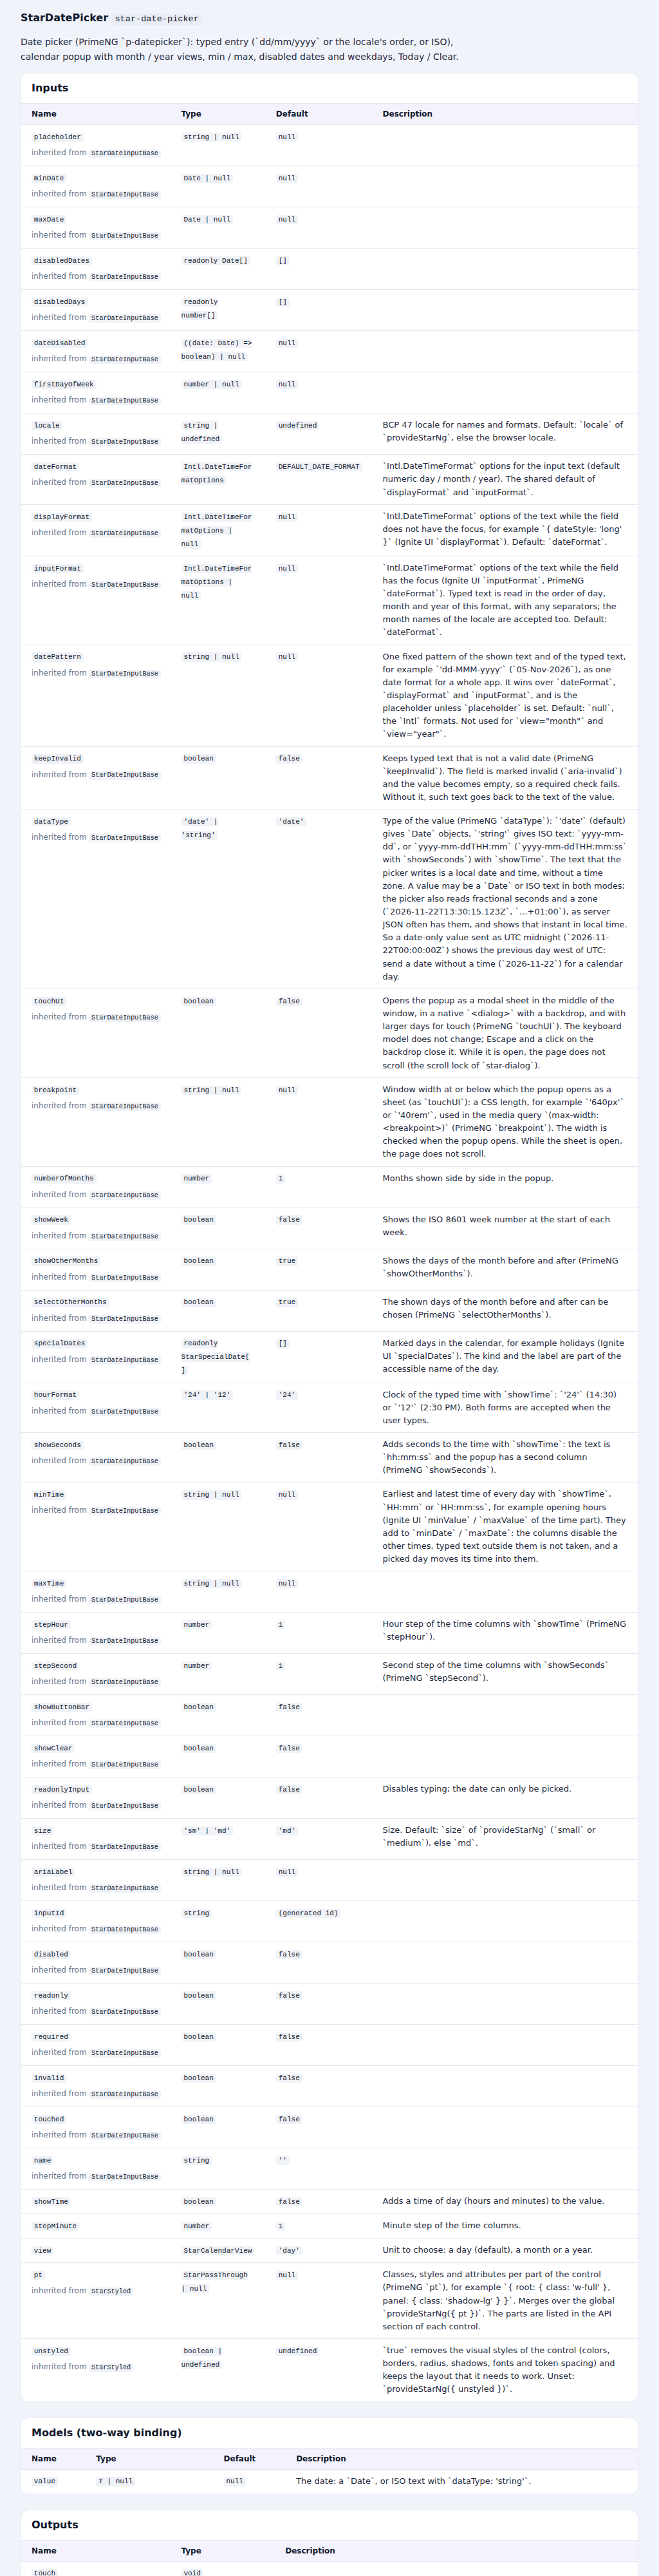 StarDatePicker star-date-picker
Date picker (PrimeNG `p-datepicker`): typed entry (`dd/mm/yyyy` or the locale's order, or ISO),
calendar popup with month / year views, min / max, disabled dates and weekdays, Today / Clear.
Inputs
Name Type Default Description
placeholder string | null null
inherited from StarDateInputBase
minDate Date | null null
inherited from StarDateInputBase
maxDate Date | null null
inherited from StarDateInputBase
disabledDates readonly Date[] []
inherited from StarDateInputBase
disabledDays readonly []
inherited from StarDateInputBase number[]
dateDisabled ((date: Date) => null
inherited from StarDateInputBase boolean) | null
firstDayOfWeek number | null null
inherited from StarDateInputBase
locale string | undefined BCP 47 locale for names and formats. Default: `locale` of
inherited from StarDateInputBase undefined `provideStarNg`, else the browser locale.
dateFormat Intl.DateTimeFor DEFAULT_DATE_FORMAT `Intl.DateTimeFormat` options for the input text (default
inherited from StarDateInputBase matOptions numeric day / month / year). The shared default of
`displayFormat` and `inputFormat`.
displayFormat Intl.DateTimeFor null `Intl.DateTimeFormat` options of the text while the field
inherited from StarDateInputBase matOptions | does not have the focus, for example `{ dateStyle: 'long'
null }` (Ignite UI `displayFormat`). Default: `dateFormat`.
inputFormat Intl.DateTimeFor null `Intl.DateTimeFormat` options of the text while the field
inherited from StarDateInputBase matOptions | has the focus (Ignite UI `inputFormat`, PrimeNG
null `dateFormat`). Typed text is read in the order of day,
month and year of this format, with any separators; the
month names of the locale are accepted too. Default:
`dateFormat`.
datePattern string | null null One fixed pattern of the shown text and of the typed text,
inherited from StarDateInputBase for example `'dd-MMM-yyyy'` (`05-Nov-2026`), as one
date format for a whole app. It wins over `dateFormat`,
`displayFormat` and `inputFormat`, and is the
placeholder unless `placeholder` is set. Default: `null`,
the `Intl` formats. Not used for `view="month"` and
`view="year"`.
keepInvalid boolean false Keeps typed text that is not a valid date (PrimeNG
inherited from StarDateInputBase `keepInvalid`). The field is marked invalid (`aria-invalid`)
and the value becomes empty, so a required check fails.
Without it, such text goes back to the text of the value.
dataType 'date' | 'date' Type of the value (PrimeNG `dataType`): `'date'` (default)
inherited from StarDateInputBase 'string' gives `Date` objects, `'string'` gives ISO text: `yyyy-mm-
dd`, or `yyyy-mm-ddTHH:mm` (`yyyy-mm-ddTHH:mm:ss`
with `showSeconds`) with `showTime`. The text that the
picker writes is a local date and time, without a time
zone. A value may be a `Date` or ISO text in both modes;
the picker also reads fractional seconds and a zone
(`2026-11-22T13:30:15.123Z`, `...+01:00`), as server
JSON often has them, and shows that instant in local time.
So a date-only value sent as UTC midnight (`2026-11-
22T00:00:00Z`) shows the previous day west of UTC:
send a date without a time (`2026-11-22`) for a calendar
day.
touchUI boolean false Opens the popup as a modal sheet in the middle of the
inherited from StarDateInputBase window, in a native `<dialog>` with a backdrop, and with
larger days for touch (PrimeNG `touchUI`). The keyboard
model does not change; Escape and a click on the
backdrop close it. While it is open, the page does not
scroll (the scroll lock of `star-dialog`).
breakpoint string | null null Window width at or below which the popup opens as a
inherited from StarDateInputBase sheet (as `touchUI`): a CSS length, for example `'640px'`
or `'40rem'`, used in the media query `(max-width:
<breakpoint>)` (PrimeNG `breakpoint`). The width is
checked when the popup opens. While the sheet is open,
the page does not scroll.
numberOfMonths number 1 Months shown side by side in the popup.
inherited from StarDateInputBase
showWeek boolean false Shows the ISO 8601 week number at the start of each
inherited from StarDateInputBase week.
showOtherMonths boolean true Shows the days of the month before and after (PrimeNG
inherited from StarDateInputBase `showOtherMonths`).
selectOtherMonths boolean true The shown days of the month before and after can be
inherited from StarDateInputBase chosen (PrimeNG `selectOtherMonths`).
specialDates readonly [] Marked days in the calendar, for example holidays (Ignite
inherited from StarDateInputBase StarSpecialDate[ UI `specialDates`). The kind and the label are part of the
] accessible name of the day.
hourFormat '24' | '12' '24' Clock of the typed time with `showTime`: `'24'` (14:30)
inherited from StarDateInputBase or `'12'` (2:30 PM). Both forms are accepted when the
user types.
showSeconds boolean false Adds seconds to the time with `showTime`: the text is
inherited from StarDateInputBase `hh:mm:ss` and the popup has a second column
(PrimeNG `showSeconds`).
minTime string | null null Earliest and latest time of every day with `showTime`,
inherited from StarDateInputBase `HH:mm` or `HH:mm:ss`, for example opening hours
(Ignite UI `minValue` / `maxValue` of the time part). They
add to `minDate` / `maxDate`: the columns disable the
other times, typed text outside them is not taken, and a
picked day moves its time into them.
maxTime string | null null
inherited from StarDateInputBase
stepHour number 1 Hour step of the time columns with `showTime` (PrimeNG
inherited from StarDateInputBase `stepHour`).
stepSecond number 1 Second step of the time columns with `showSeconds`
inherited from StarDateInputBase (PrimeNG `stepSecond`).
showButtonBar boolean false
inherited from StarDateInputBase
showClear boolean false
inherited from StarDateInputBase
readonlyInput boolean false Disables typing; the date can only be picked.
inherited from StarDateInputBase
size 'sm' | 'md' 'md' Size. Default: `size` of `provideStarNg` (`small` or
inherited from StarDateInputBase `medium`), else `md`.
ariaLabel string | null null
inherited from StarDateInputBase
inputId string (generated id)
inherited from StarDateInputBase
disabled boolean false
inherited from StarDateInputBase
readonly boolean false
inherited from StarDateInputBase
required boolean false
inherited from StarDateInputBase
invalid boolean false
inherited from StarDateInputBase
touched boolean false
inherited from StarDateInputBase
name string ''
inherited from StarDateInputBase
showTime boolean false Adds a time of day (hours and minutes) to the value.
stepMinute number 1 Minute step of the time columns.
view StarCalendarView 'day' Unit to choose: a day (default), a month or a year.
pt StarPassThrough null Classes, styles and attributes per part of the control
inherited from StarStyled | null (PrimeNG `pt`), for example `{ root: { class: 'w-full' },
panel: { class: 'shadow-lg' } }`. Merges over the global
`provideStarNg({ pt })`. The parts are listed in the API
section of each control.
unstyled boolean | undefined `true` removes the visual styles of the control (colors,
inherited from StarStyled undefined borders, radius, shadows, fonts and token spacing) and
keeps the layout that it needs to work. Unset:
`provideStarNg({ unstyled })`.
Models (two-way binding)
Name Type Default Description
value T | null null The date: a `Date`, or ISO text with `dataType: 'string'`.
Outputs
Name Type Description
touch void